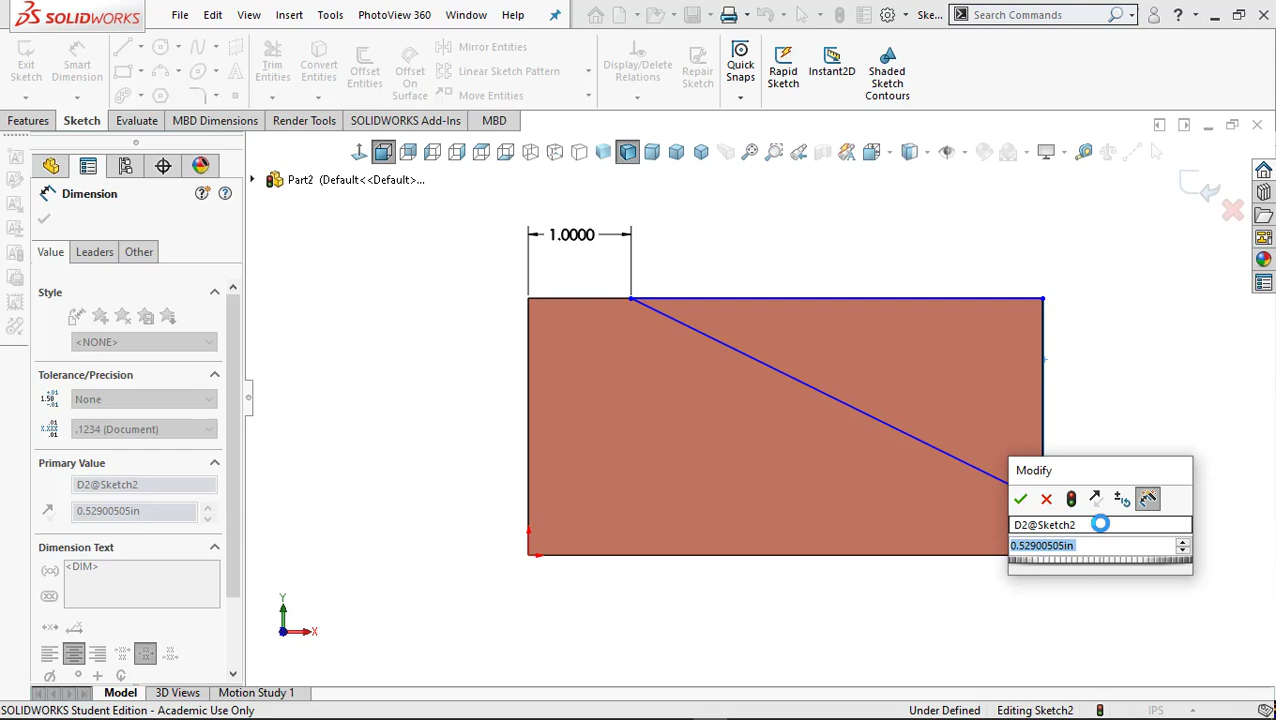 SOLIDWORKS File Edit View Insert Tools PhotoView 360 Window Help Ske... Search Commands ?
Exit Sketch
Smart Dimension
Trim Entities
Convert Entities
Offset Entities
Offset On Surface
Mirror Entities
Linear Sketch Pattern
Move Entities
Display/Delete Relations
Repair Sketch
Quick Snaps
Rapid Sketch
Instant2D
Shaded Sketch Contours
Features Sketch Evaluate MBD Dimensions Render Tools SOLIDWORKS Add-Ins MBD
Part2 (Default<<Default>...
Dimension
Value Leaders Other
Style
<NONE>
Tolerance/Precision
None
.1234 (Document)
Primary Value
D2@Sketch2
0.52900505in
Dimension Text
<DIM>
1.0000
Modify
D2@Sketch2
0.52900505in
Y
X
Model 3D Views Motion Study 1
SOLIDWORKS Student Edition - Academic Use Only Under Defined Editing Sketch2 IPS